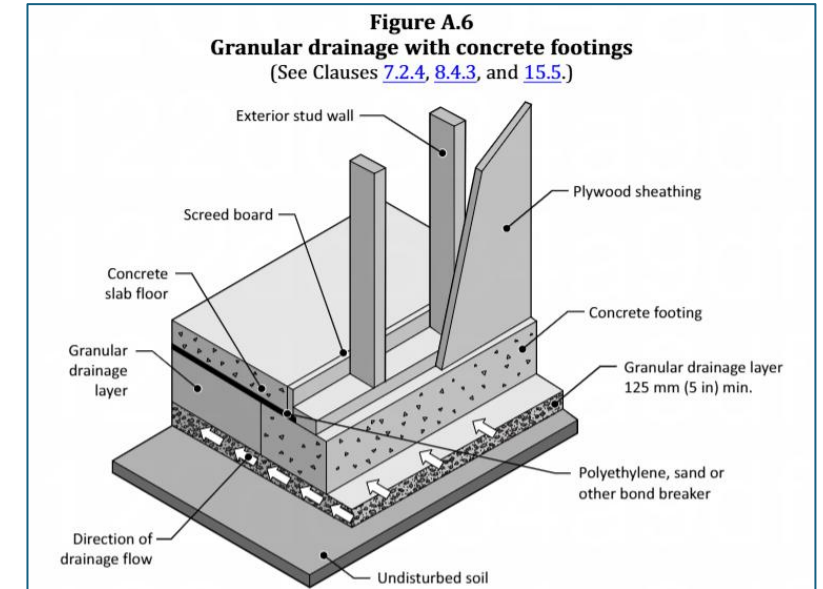 Figure A.6
Granular drainage with concrete footings
(See Clauses 7.2.4, 8.4.3, and 15.5.)
Exterior stud wall
Plywood sheathing
Screed board
Concrete
slab floor
Concrete footing
Granular
drainage
layer
Granular drainage layer
125 mm (5 in) min.
Polyethylene, sand or
other bond breaker
Direction of
drainage flow
Undisturbed soil